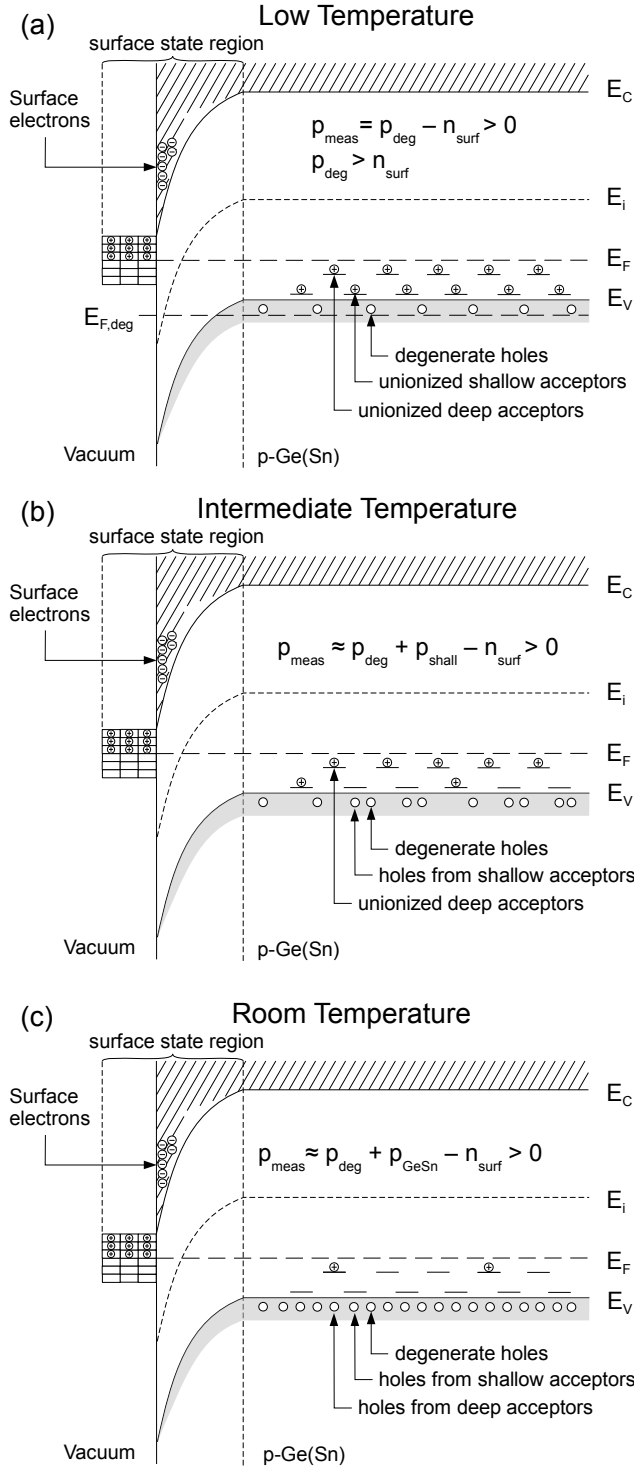 (a) Low Temperature
surface state region
E_C
Surface
electrons
p_meas = p_deg – n_surf > 0
p_deg > n_surf
E_i
E_F
E_V
E_F,deg
degenerate holes
unionized shallow acceptors
unionized deep acceptors
Vacuum
p-Ge(Sn)
(b) Intermediate Temperature
surface state region
E_C
Surface
electrons
p_meas ≈ p_deg + p_shall – n_surf > 0
E_i
E_F
E_V
degenerate holes
holes from shallow acceptors
unionized deep acceptors
Vacuum
p-Ge(Sn)
(c) Room Temperature
surface state region
E_C
Surface
electrons
p_meas ≈ p_deg + p_GeSn – n_surf > 0
E_i
E_F
E_V
degenerate holes
holes from shallow acceptors
holes from deep acceptors
Vacuum
p-Ge(Sn)